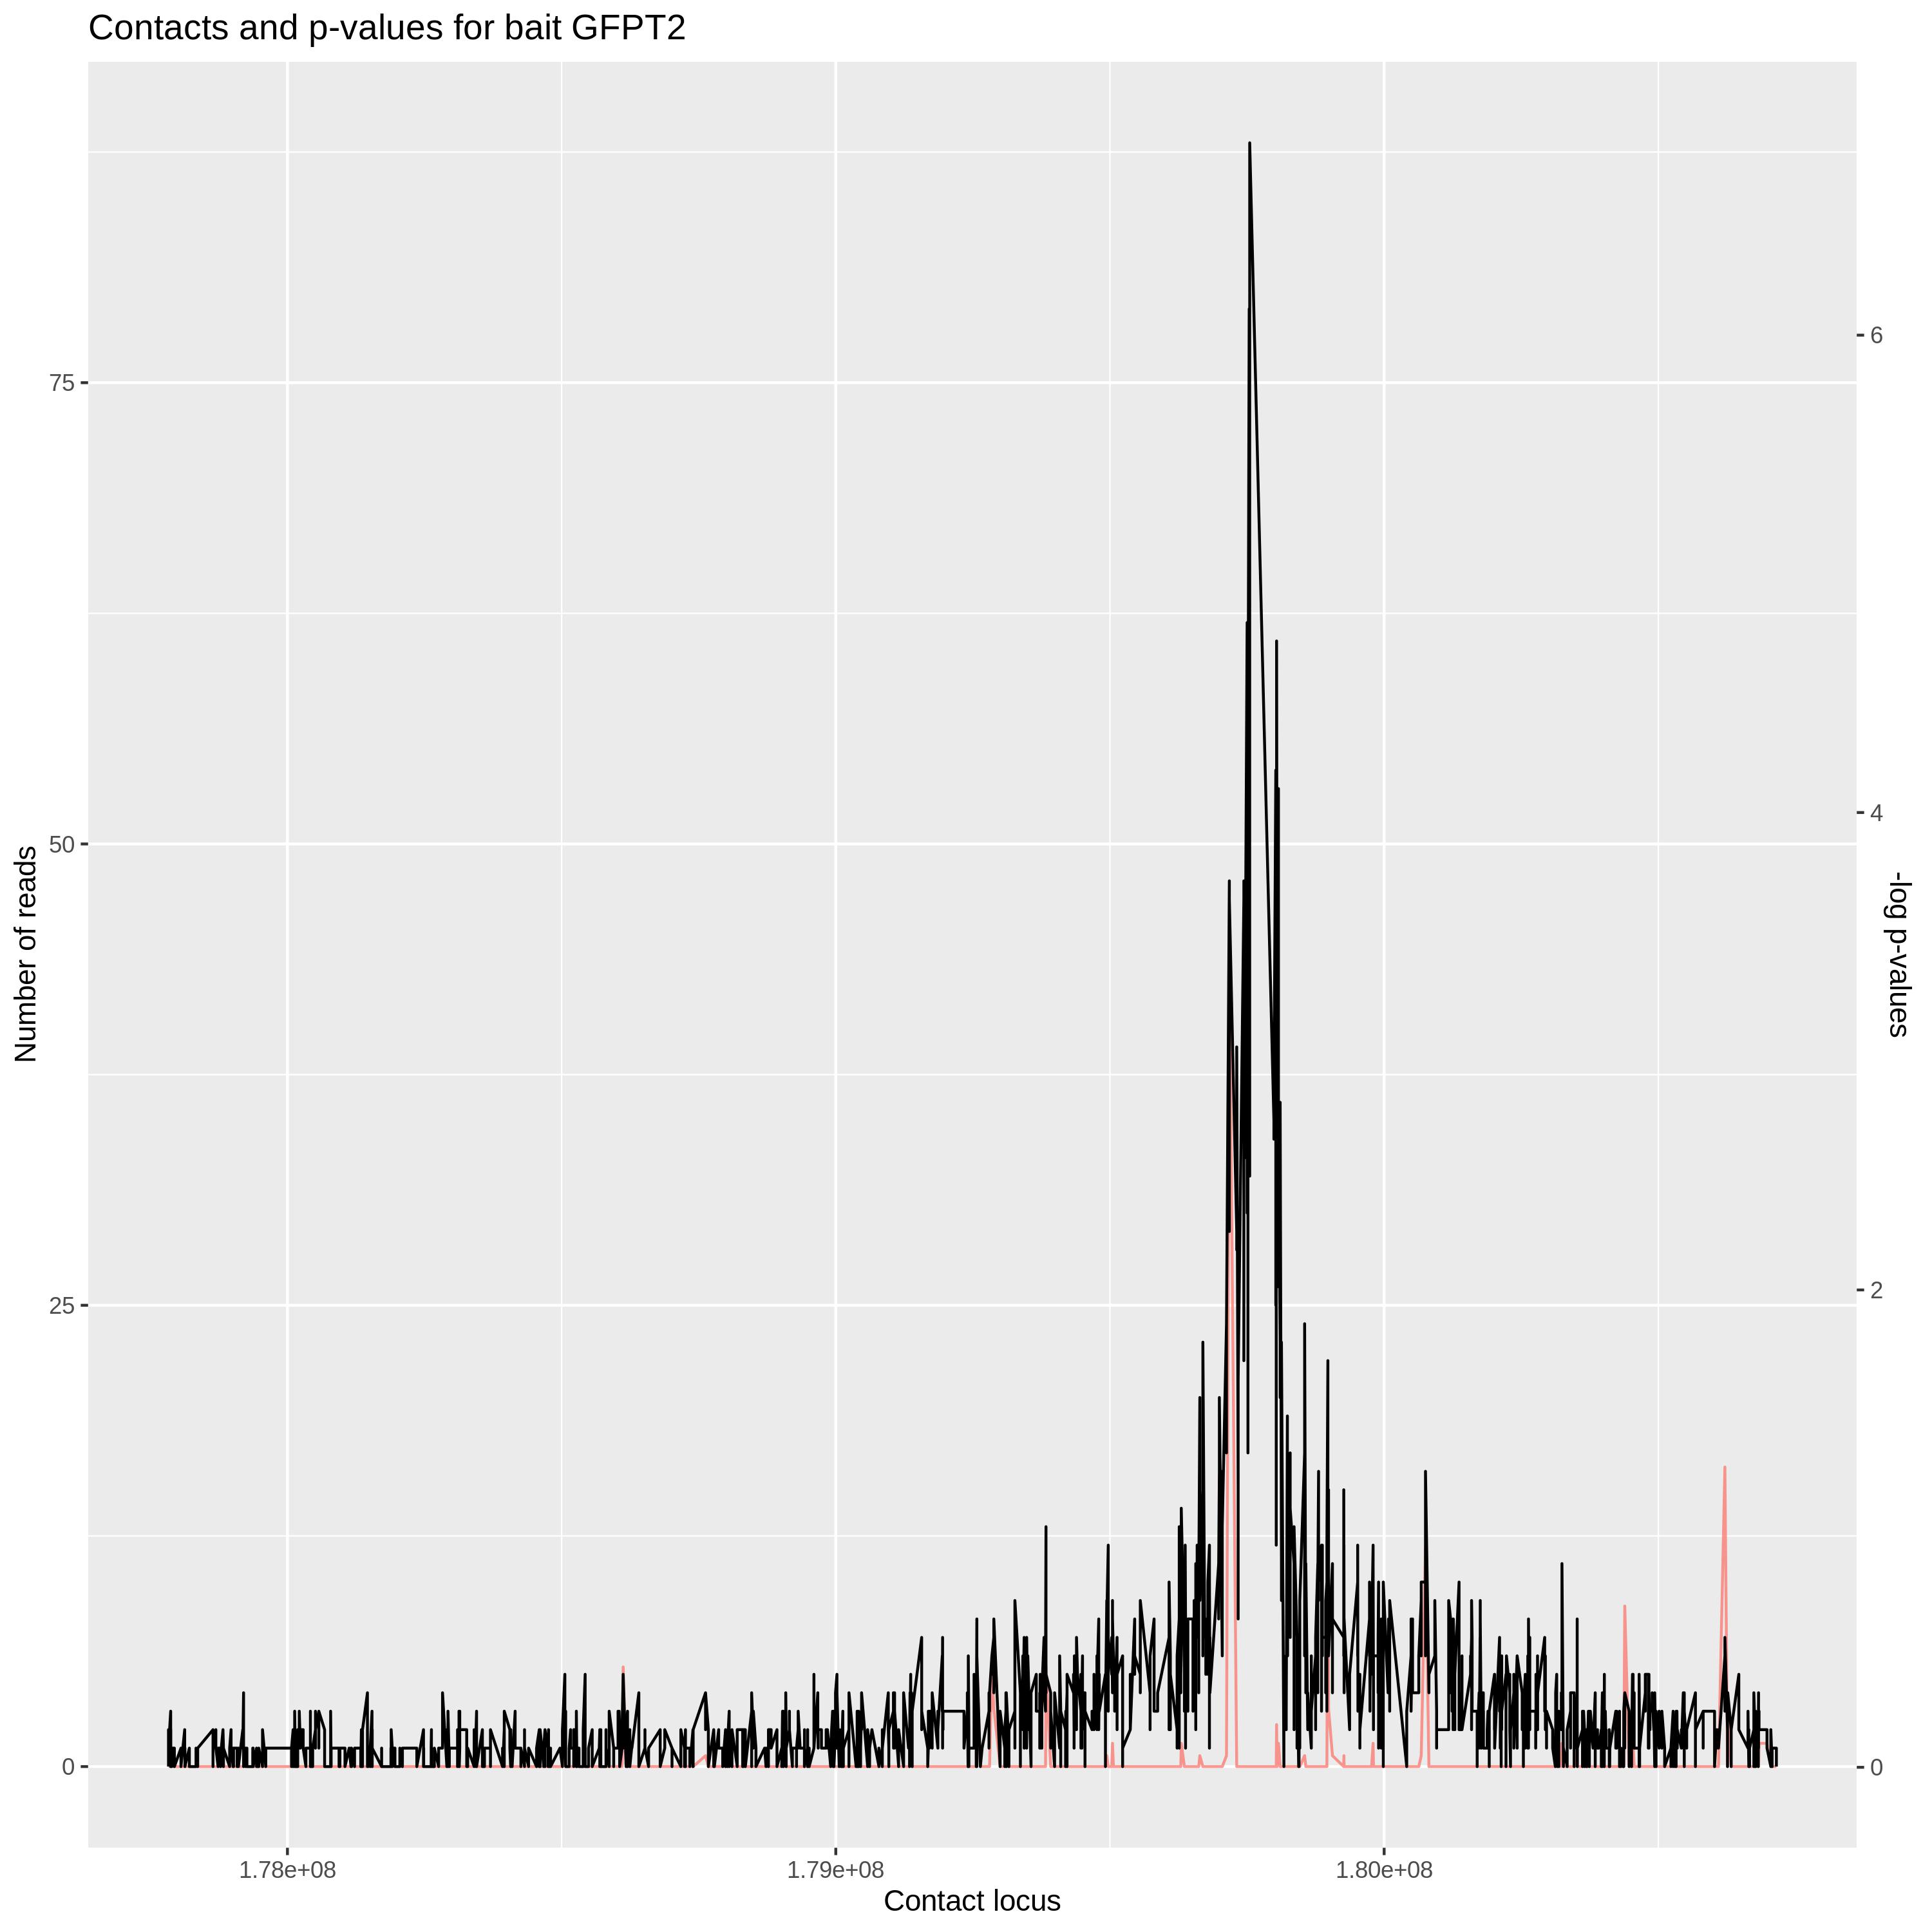 Contacts and p-values for bait GFPT2
Number of reads
75
50
25
0
6
4
2
0
-log p-values
1.78e+08
1.79e+08
1.80e+08
Contact locus